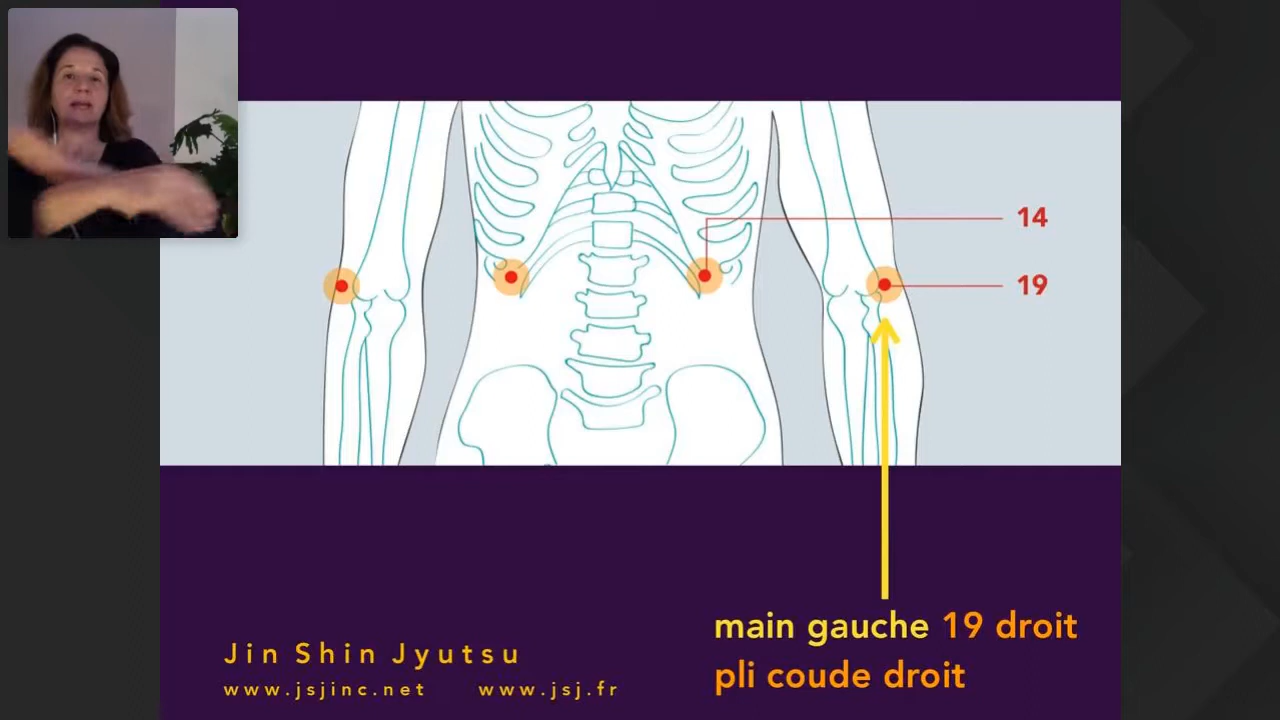 14
19
main gauche 19 droit
pli coude droit
Jin Shin Jyutsu
www.jsjinc.net www.jsj.fr